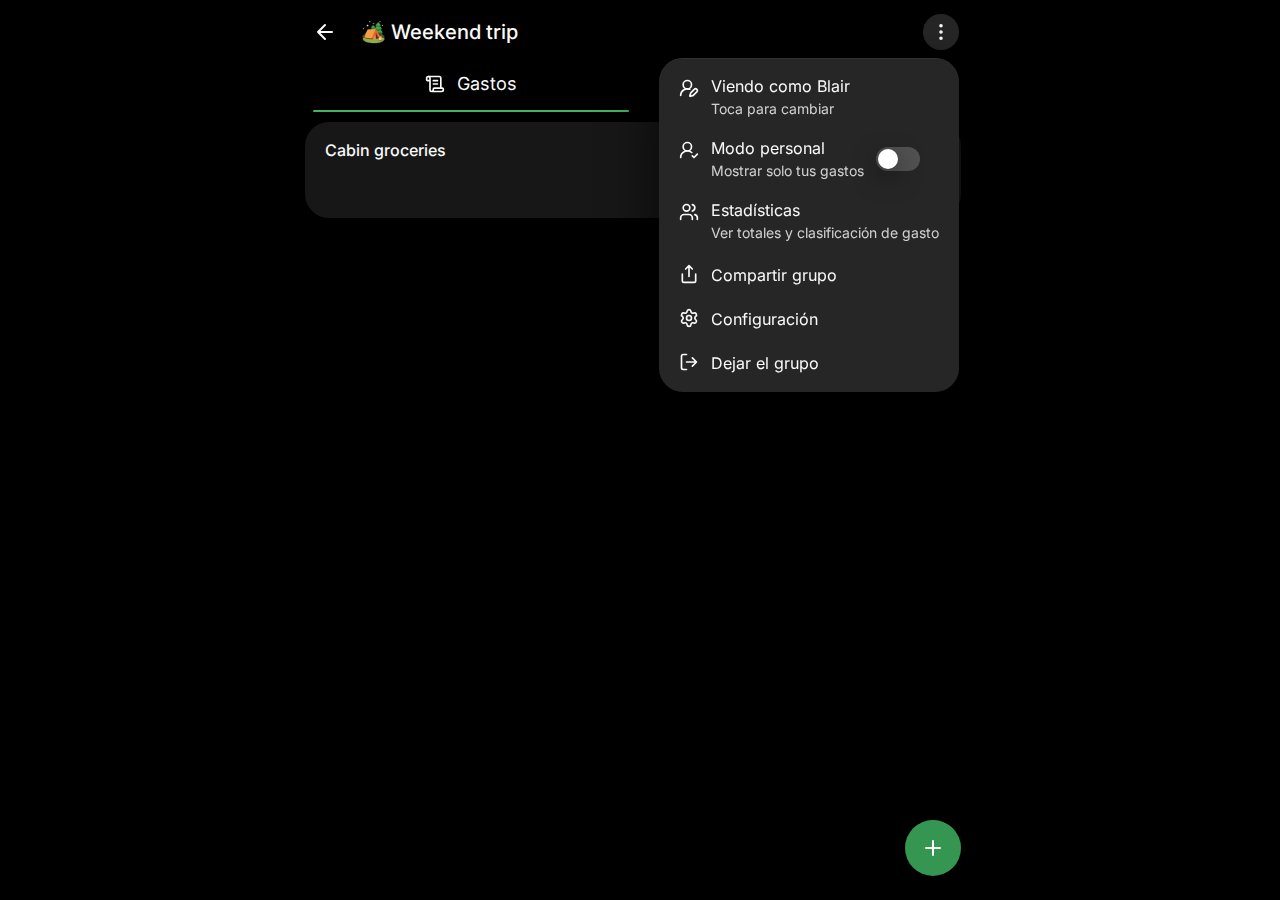 🏕️ Weekend trip
Gastos
Cabin groceries
Viendo como Blair
Toca para cambiar
Modo personal
Mostrar solo tus gastos
Estadísticas
Ver totales y clasificación de gasto
Compartir grupo
Configuración
Dejar el grupo